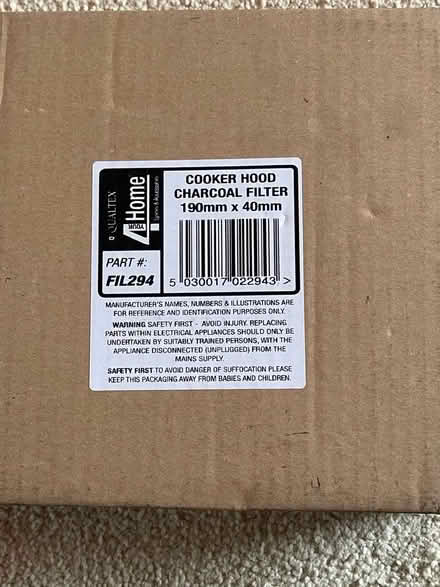 QUALTEX
4 YOUR Home
Spares & Accessories
COOKER HOOD
CHARCOAL FILTER
190mm x 40mm
PART #:
FIL294
5 030017 022943 >
MANUFACTURER'S NAMES, NUMBERS & ILLUSTRATIONS ARE
FOR REFERENCE AND IDENTIFICATION PURPOSES ONLY.
WARNING SAFETY FIRST - AVOID INJURY. REPLACING
PARTS WITHIN ELECTRICAL APPLIANCES SHOULD ONLY BE
UNDERTAKEN BY SUITABLY TRAINED PERSONS, WITH THE
APPLIANCE DISCONNECTED (UNPLUGGED) FROM THE
MAINS SUPPLY.
SAFETY FIRST TO AVOID DANGER OF SUFFOCATION PLEASE
KEEP THIS PACKAGING AWAY FROM BABIES AND CHILDREN.